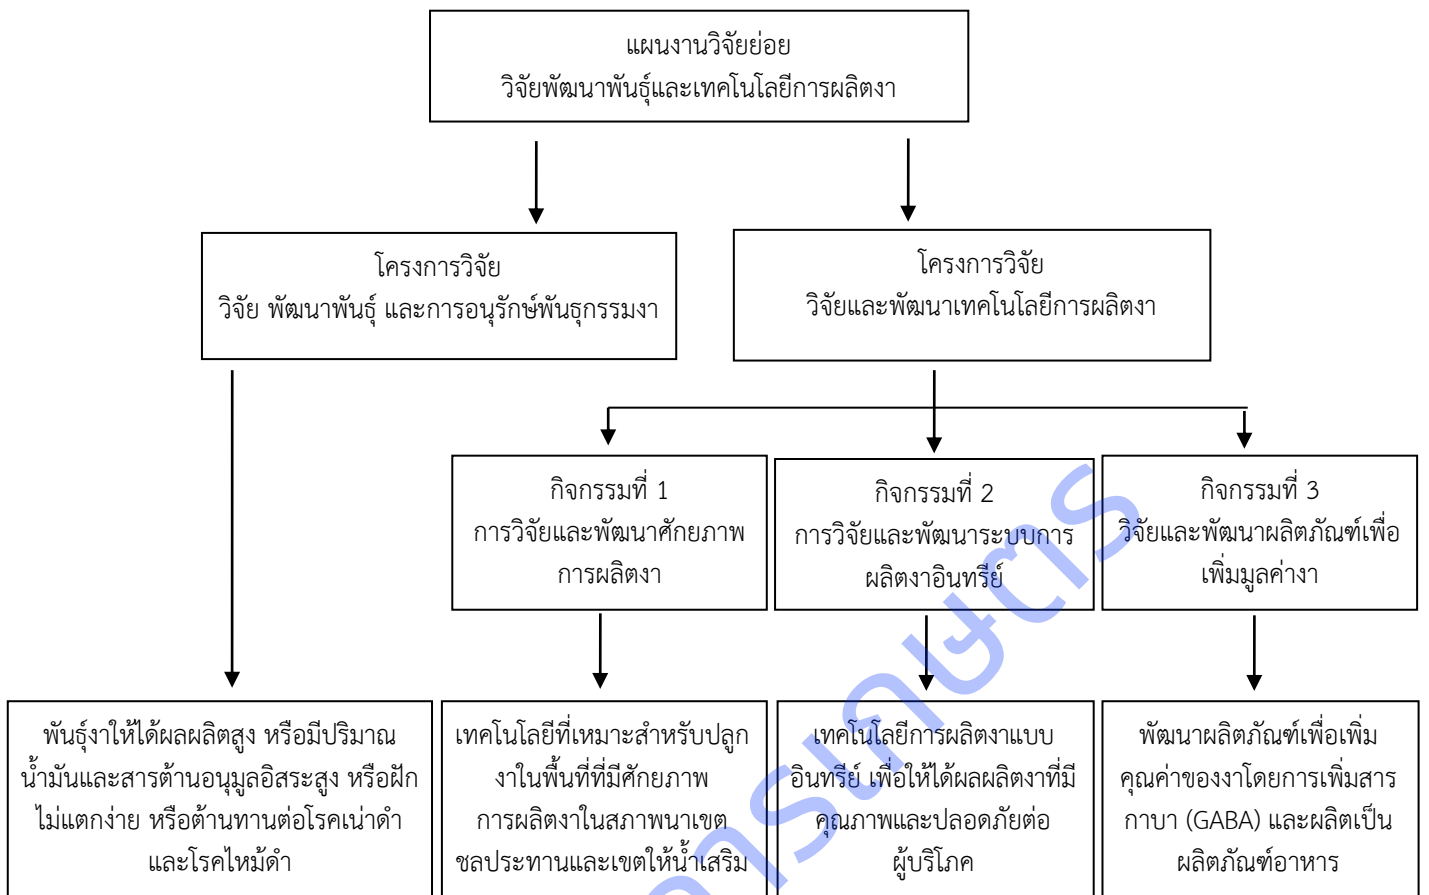 แผนงานวิจัยย่อย
วิจัยพัฒนาพันธุ์และเทคโนโลยีการผลิตงา
โครงการวิจัย
วิจัย พัฒนาพันธุ์ และการอนุรักษ์พันธุกรรมงา
โครงการวิจัย
วิจัยและพัฒนาเทคโนโลยีการผลิตงา
กิจกรรมที่ 1
การวิจัยและพัฒนาศักยภาพ
การผลิตงา
กิจกรรมที่ 2
การวิจัยและพัฒนาระบบการ
ผลิตงาอินทรีย์
กิจกรรมที่ 3
วิจัยและพัฒนาผลิตภัณฑ์เพื่อ
เพิ่มมูลค่างา
พันธุ์งาให้ได้ผลผลิตสูง หรือมีปริมาณ
น้ำมันและสารต้านอนุมูลอิสระสูง หรือฝัก
ไม่แตกง่าย หรือต้านทานต่อโรคเน่าดำ
และโรคไหม้ดำ
เทคโนโลยีที่เหมาะสำหรับปลูก
งาในพื้นที่ที่มีศักยภาพ
การผลิตงาในสภาพนาเขต
ชลประทานและเขตให้น้ำเสริม
เทคโนโลยีการผลิตงาแบบ
อินทรีย์ เพื่อให้ได้ผลผลิตงาที่มี
คุณภาพและปลอดภัยต่อ
ผู้บริโภค
พัฒนาผลิตภัณฑ์เพื่อเพิ่ม
คุณค่าของงาโดยการเพิ่มสาร
กาบา (GABA) และผลิตเป็น
ผลิตภัณฑ์อาหาร
ารเกษตร